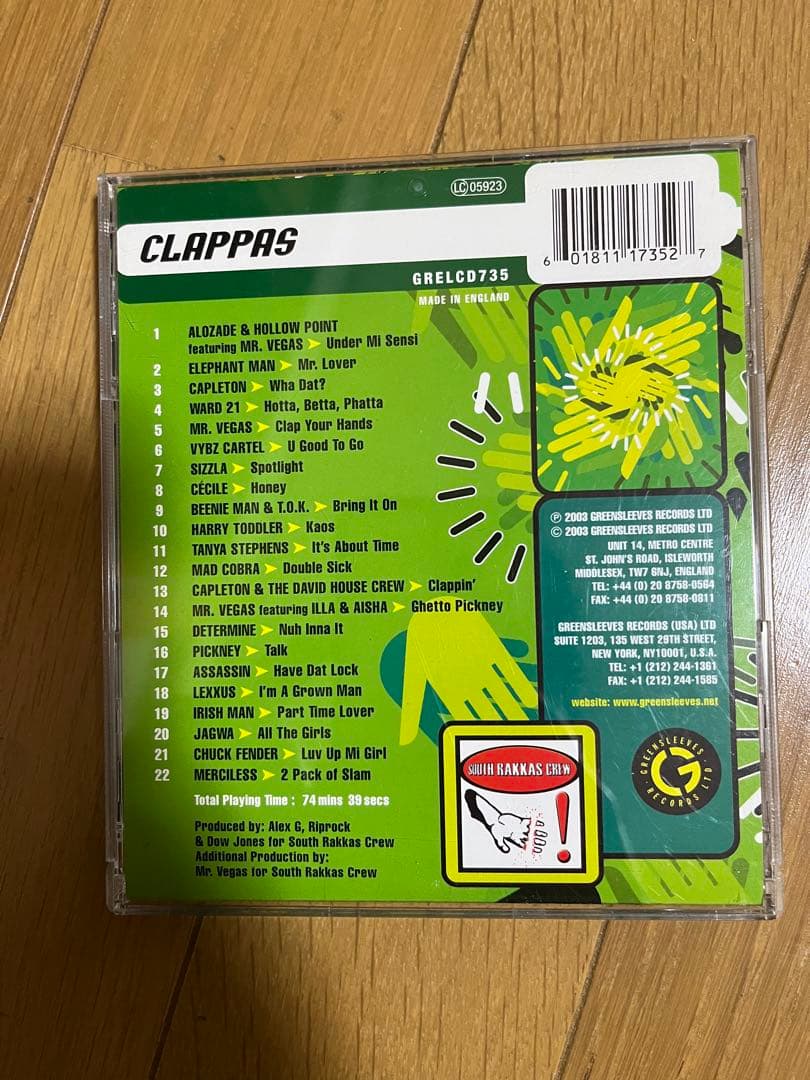 LC 05923
CLAPPAS
6 01811 17352 7
GRELCD735
MADE IN ENGLAND
1 ALOZADE & HOLLOW POINT
featuring MR. VEGAS > Under Mi Sensi
2 ELEPHANT MAN > Mr. Lover
3 CAPLETON > Wha Dat?
4 WARD 21 > Hotta, Betta, Phatta
5 MR. VEGAS > Clap Your Hands
6 VYBZ CARTEL > U Good To Go
7 SIZZLA > Spotlight
8 CÉCILE > Honey
9 BEENIE MAN & T.O.K. > Bring It On
10 HARRY TODDLER > Kaos
11 TANYA STEPHENS > It's About Time
12 MAD COBRA > Double Sick
13 CAPLETON & THE DAVID HOUSE CREW > Clappin'
14 MR. VEGAS featuring ILLA & AISHA > Ghetto Pickney
15 DETERMINE > Nuh Inna It
16 PICKNEY > Talk
17 ASSASSIN > Have Dat Lock
18 LEXXUS > I'm A Grown Man
19 IRISH MAN > Part Time Lover
20 JAGWA > All The Girls
21 CHUCK FENDER > Luv Up Mi Girl
22 MERCILESS > 2 Pack of Slam
Total Playing Time : 74 mins 39 secs
Produced by: Alex G, Riprock
& Dow Jones for South Rakkas Crew
Additional Production by:
Mr. Vegas for South Rakkas Crew
℗ 2003 GREENSLEEVES RECORDS LTD
© 2003 GREENSLEEVES RECORDS LTD
UNIT 14, METRO CENTRE
ST. JOHN'S ROAD, ISLEWORTH
MIDDLESEX, TW7 6NJ, ENGLAND
TEL: +44 (0) 20 8758-0564
FAX: +44 (0) 20 8758-0811
GREENSLEEVES RECORDS (USA) LTD
SUITE 1203, 135 WEST 29TH STREET,
NEW YORK, NY10001, U.S.A.
TEL: +1 (212) 244-1361
FAX: +1 (212) 244-1585
website: www.greensleeves.net
SOUTH RAKKAS CREW
!
GREENSLEEVES
G
RECORDS LTD